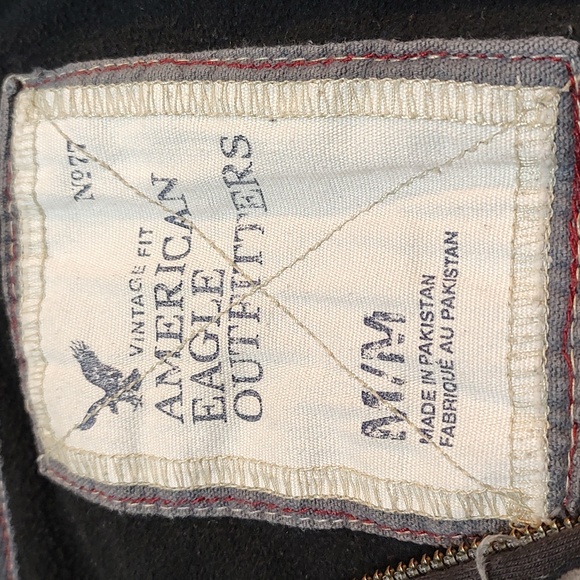 Nº77
VINTAGE FIT
AMERICAN
EAGLE
OUTFITTERS
M/M
MADE IN PAKISTAN
FABRIQUÉ AU PAKISTAN